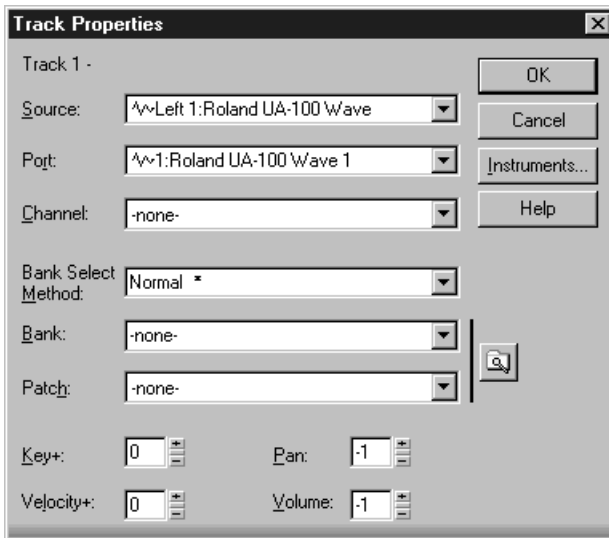 Track Properties
Track 1 -
OK
Source: Left 1:Roland UA-100 Wave
Cancel
Port: 1:Roland UA-100 Wave 1
Instruments...
Channel: -none-
Help
Bank Select
Method: Normal *
Bank: -none-
Patch: -none-
Key+: 0 Pan: -1
Velocity+: 0 Volume: -1